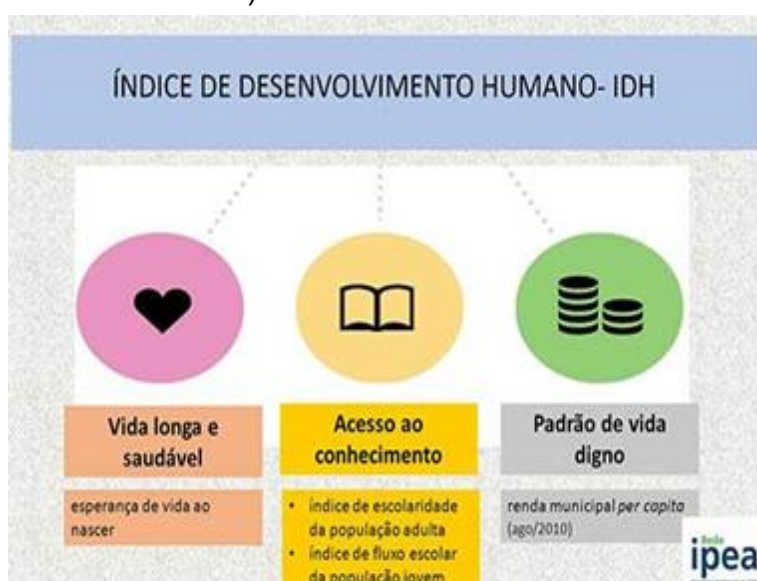 ÍNDICE DE DESENVOLVIMENTO HUMANO- IDH
Vida longa e
saudável
esperança de vida ao
nascer
Acesso ao
conhecimento
• índice de escolaridade
da população adulta
• índice de fluxo escolar
da população jovem
Padrão de vida
digno
renda municipal per capita
(ago/2010)
Rede
ipea